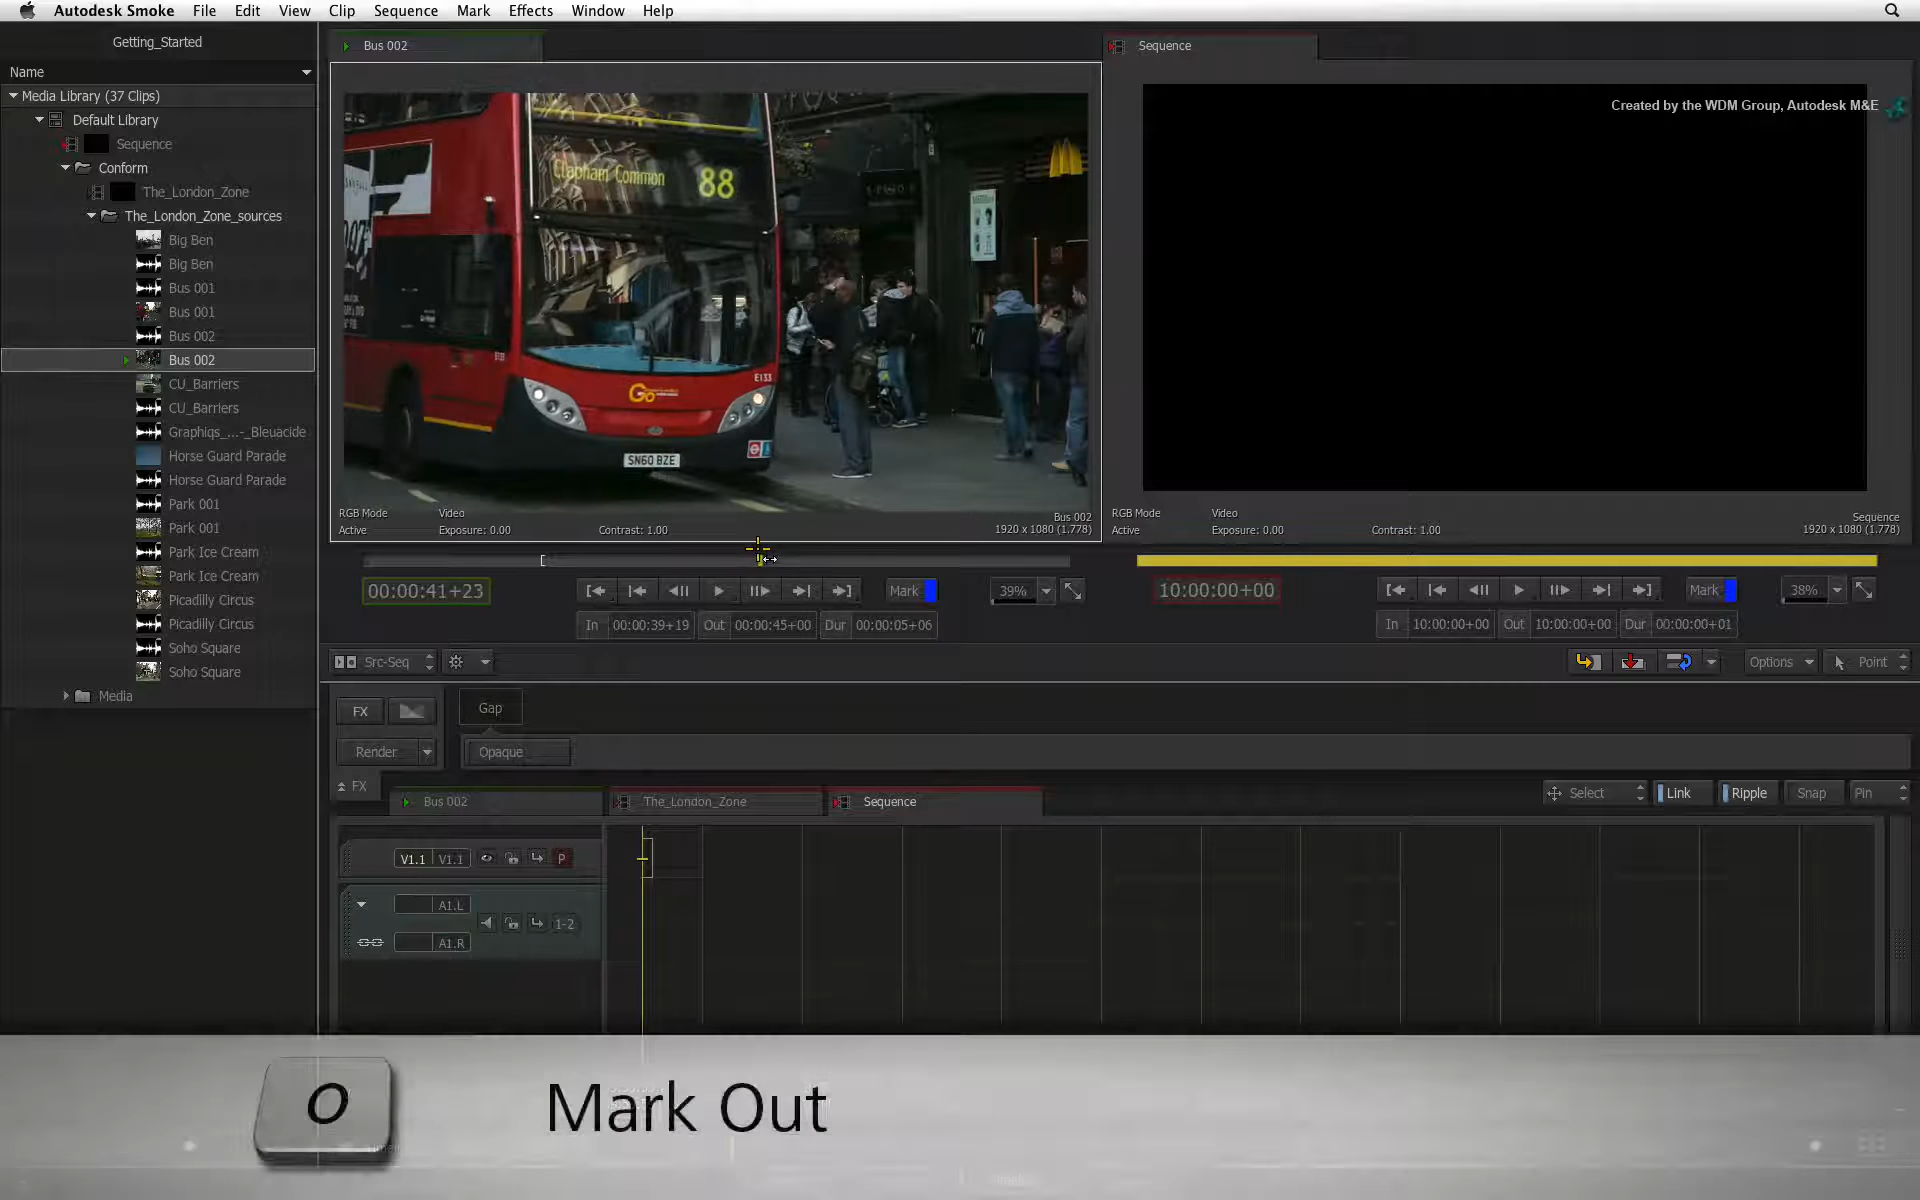 Autodesk Smoke File Edit View Clip Sequence Mark Effects Window Help
Getting_Started
Name
Media Library (37 Clips)
Default Library
Sequence
Conform
The_London_Zone
The_London_Zone_sources
Big Ben
Big Ben
Bus 001
Bus 001
Bus 002
Bus 002
CU_Barriers
CU_Barriers
Graphiqs_...-_Bleuacide
Horse Guard Parade
Horse Guard Parade
Park 001
Park 001
Park Ice Cream
Park Ice Cream
Picadilly Circus
Picadilly Circus
Soho Square
Soho Square
Media
Bus 002
Clapham Common 88
E133
Go
SN60 BZE
RGB Mode Video Bus 002
Active Exposure: 0.00 Contrast: 1.00 1920 x 1080 (1.778)
00:00:41+23 Mark 39%
In 00:00:39+19 Out 00:00:45+00 Dur 00:00:05+06
Sequence
Created by the WDM Group, Autodesk M&E
RGB Mode Video Sequence
Active Exposure: 0.00 Contrast: 1.00 1920 x 1080 (1.778)
10:00:00+00 Mark 38%
In 10:00:00+00 Out 10:00:00+00 Dur 00:00:00+01
Src-Seq Options Point
FX Gap
Render Opaque
FX
Bus 002 The_London_Zone Sequence
Select Link Ripple Snap Pin
V1.1 V1.1 P
A1.L
1-2
A1.R
O Mark Out